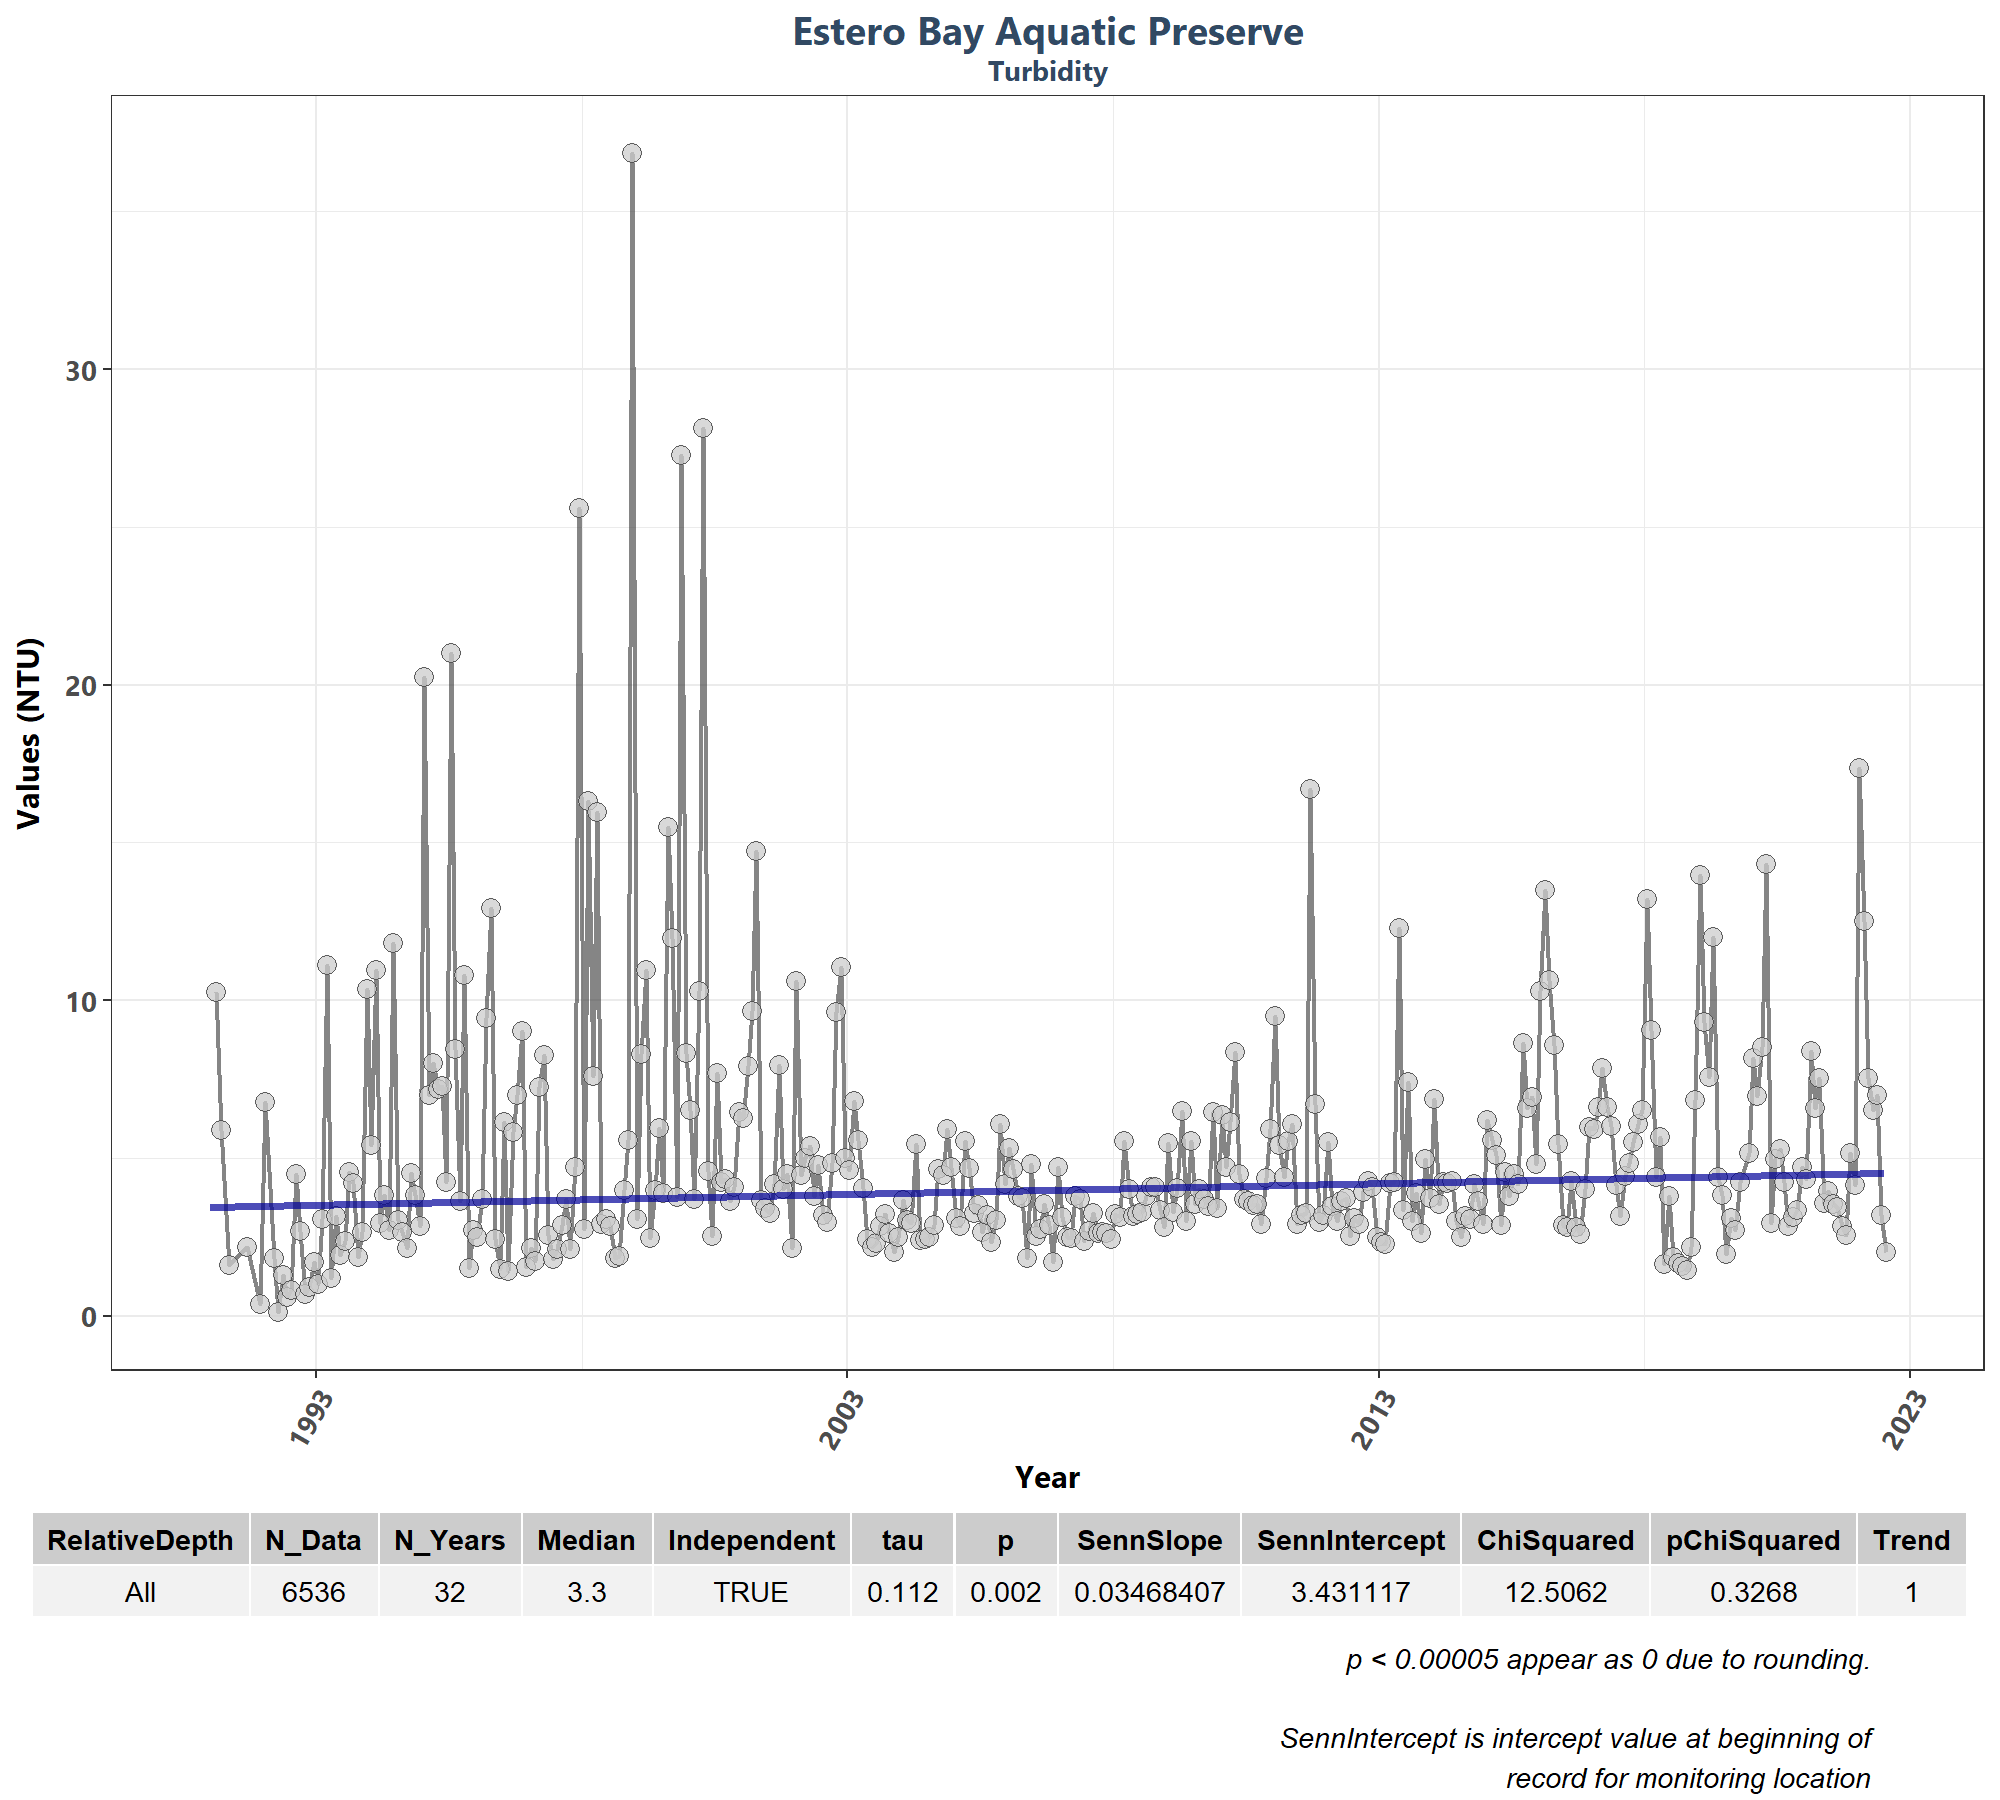 Estero Bay Aquatic Preserve
Turbidity
Values (NTU)
30
20
10
0
1993
2003
2013
2023
Year
RelativeDepth N_Data N_Years Median Independent tau p SennSlope SennIntercept ChiSquared pChiSquared Trend
All 6536 32 3.3 TRUE 0.112 0.002 0.03468407 3.431117 12.5062 0.3268 1
p < 0.00005 appear as 0 due to rounding.
SennIntercept is intercept value at beginning of
record for monitoring location